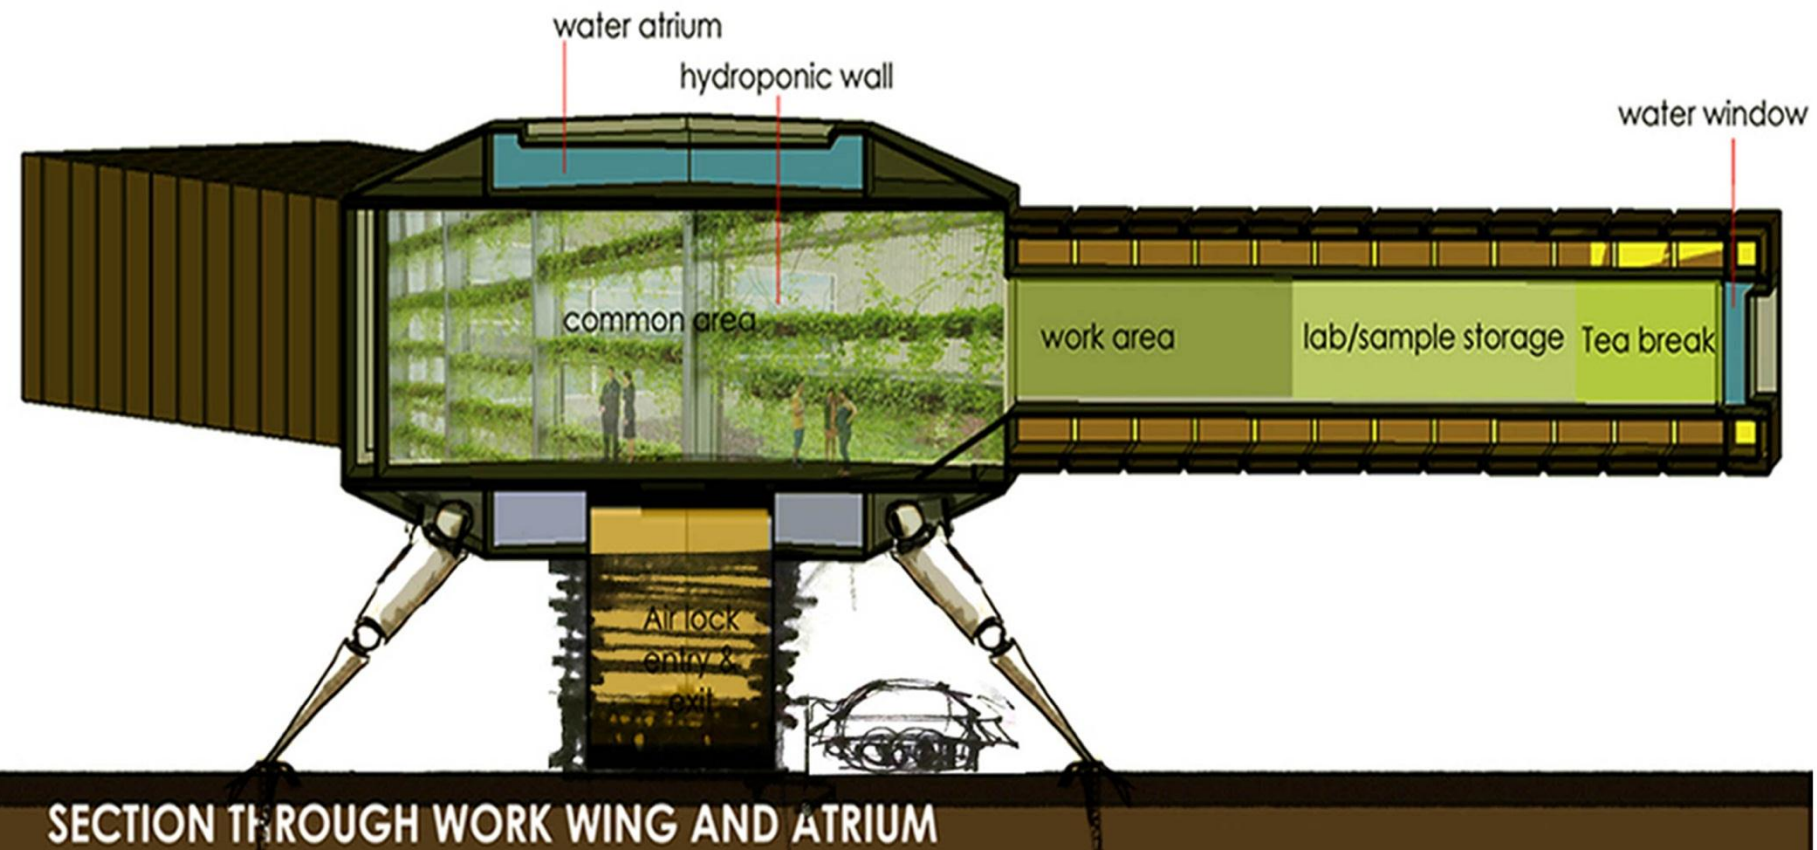 water atrium
hydroponic wall
water window
common area
work area
lab/sample storage
Tea break
Air lock
entry &
exit
SECTION THROUGH WORK WING AND ATRIUM